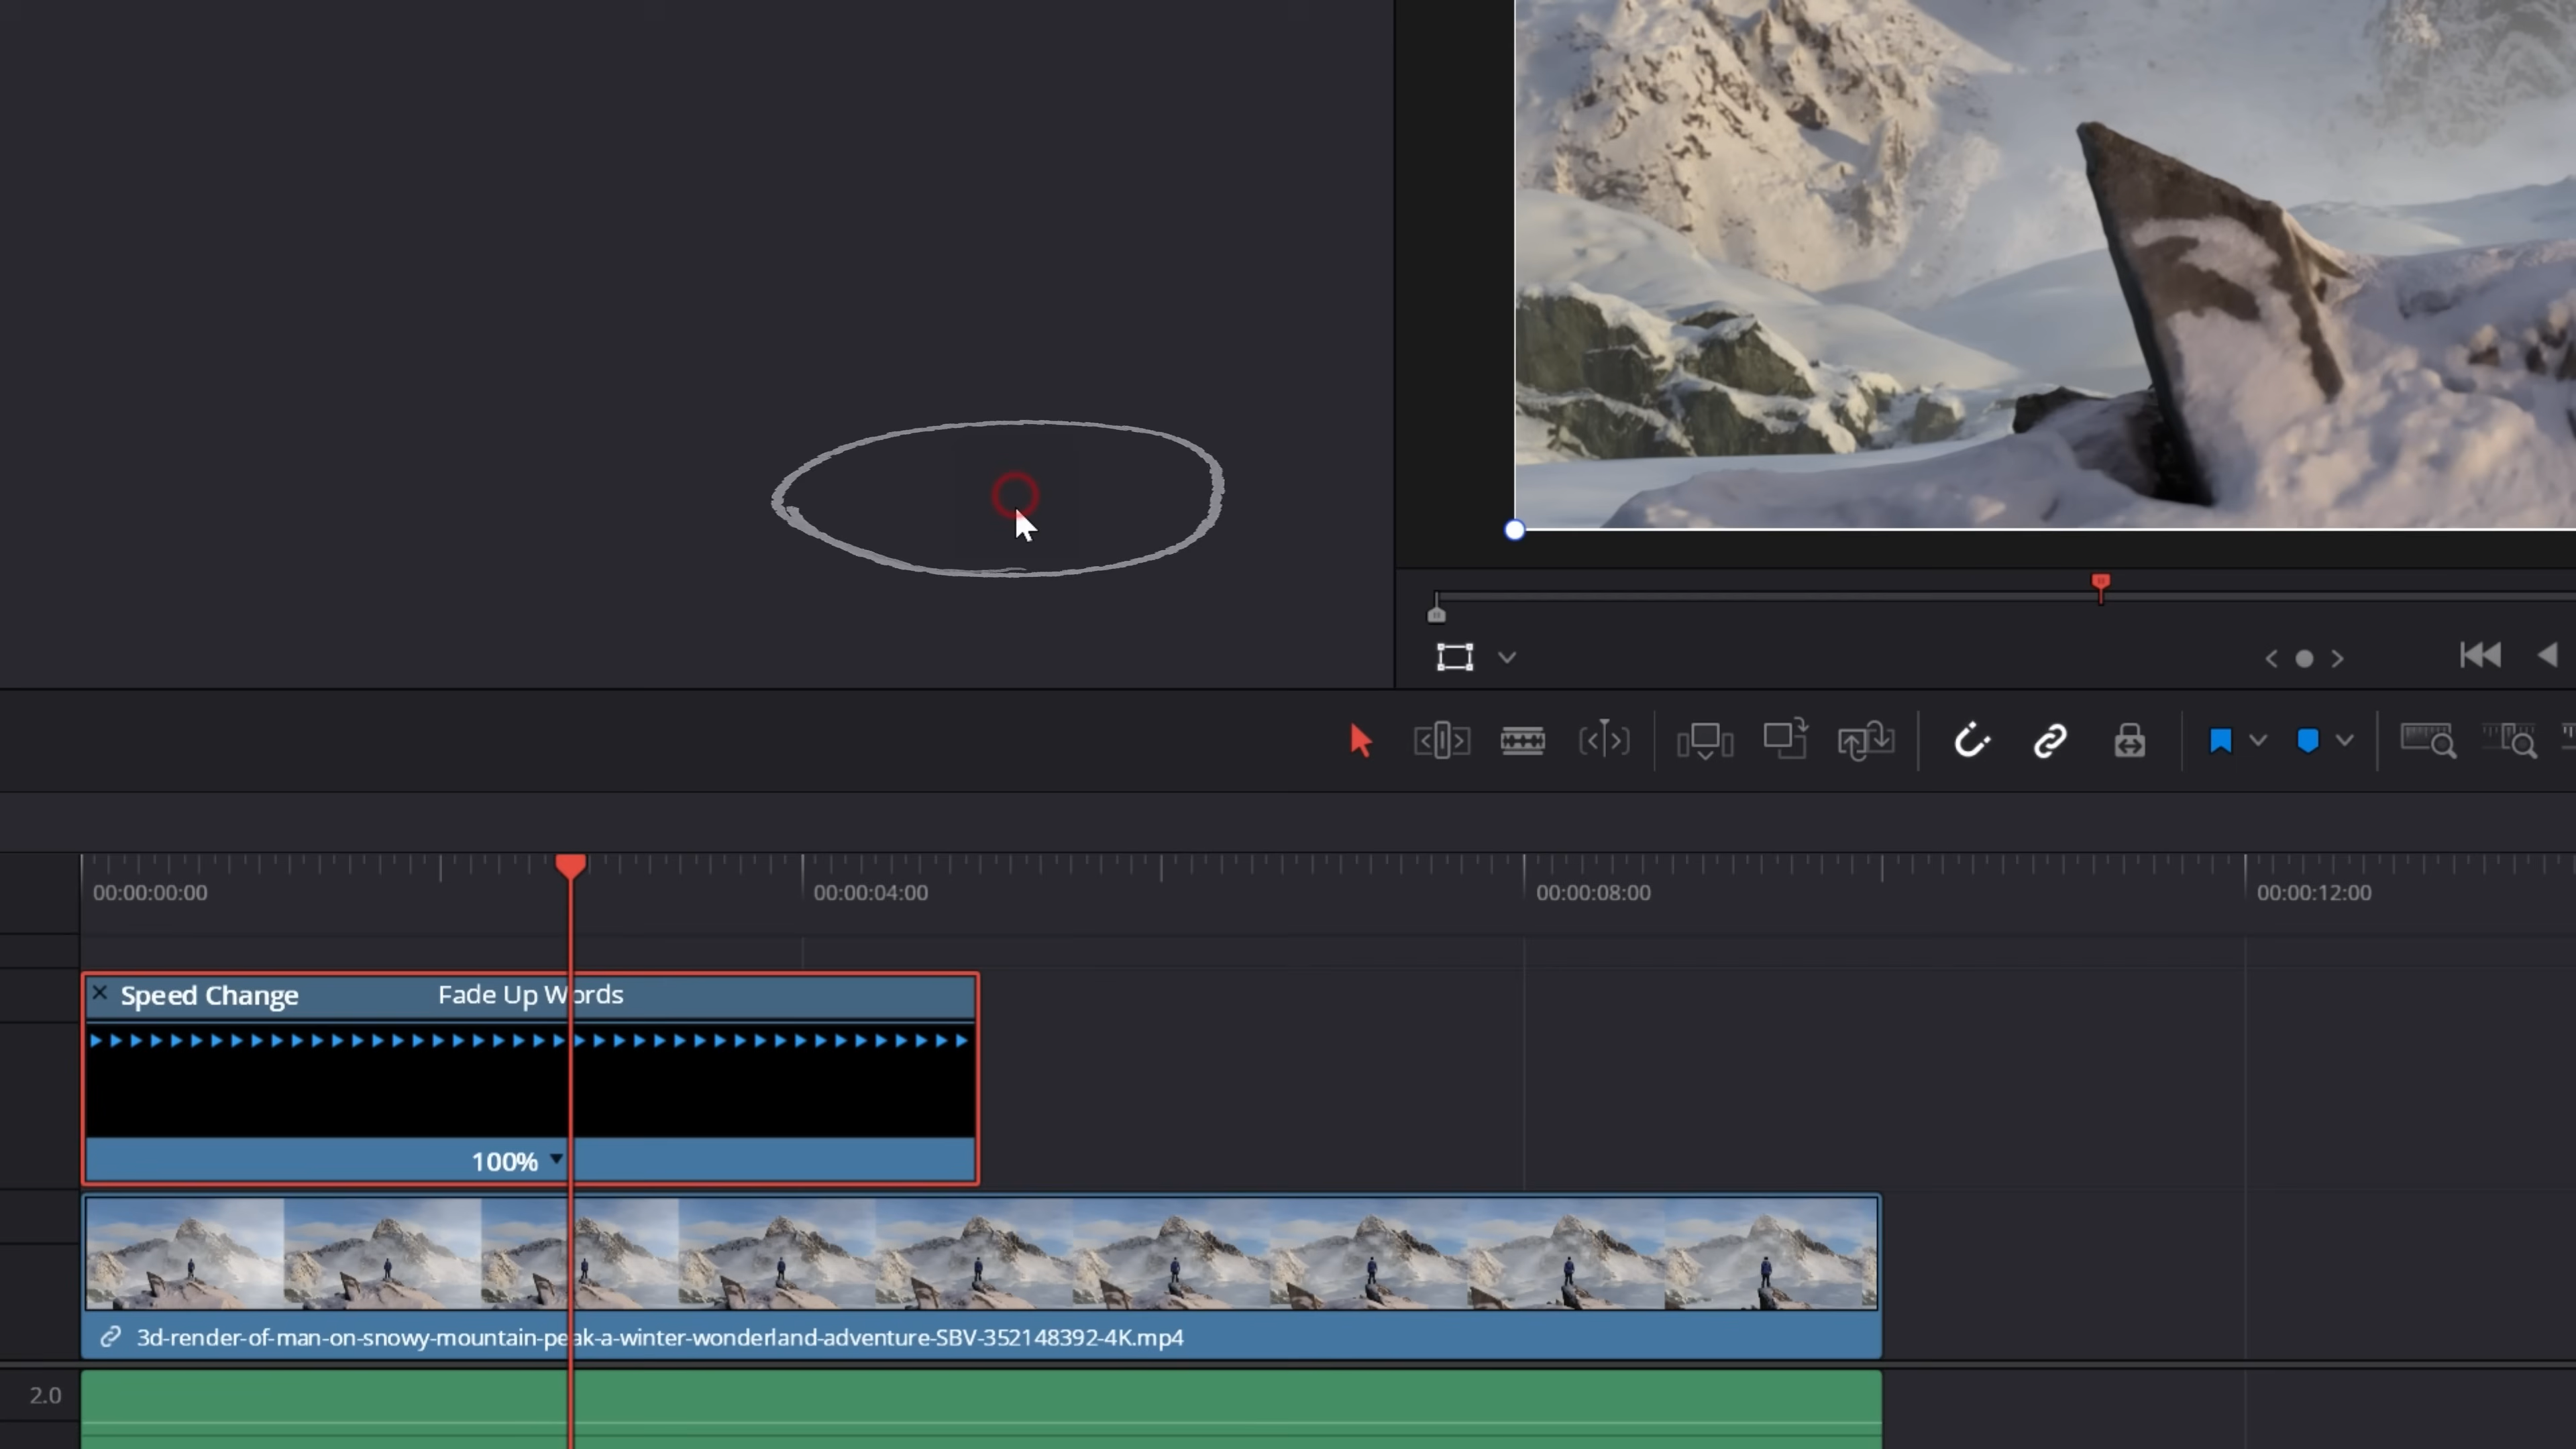 00:00:00:00
00:00:04:00
00:00:08:00
00:00:12:00
Speed Change
Fade Up Words
100%
3d-render-of-man-on-snowy-mountain-peak-a-winter-wonderland-adventure-SBV-352148392-4K.mp4
2.0